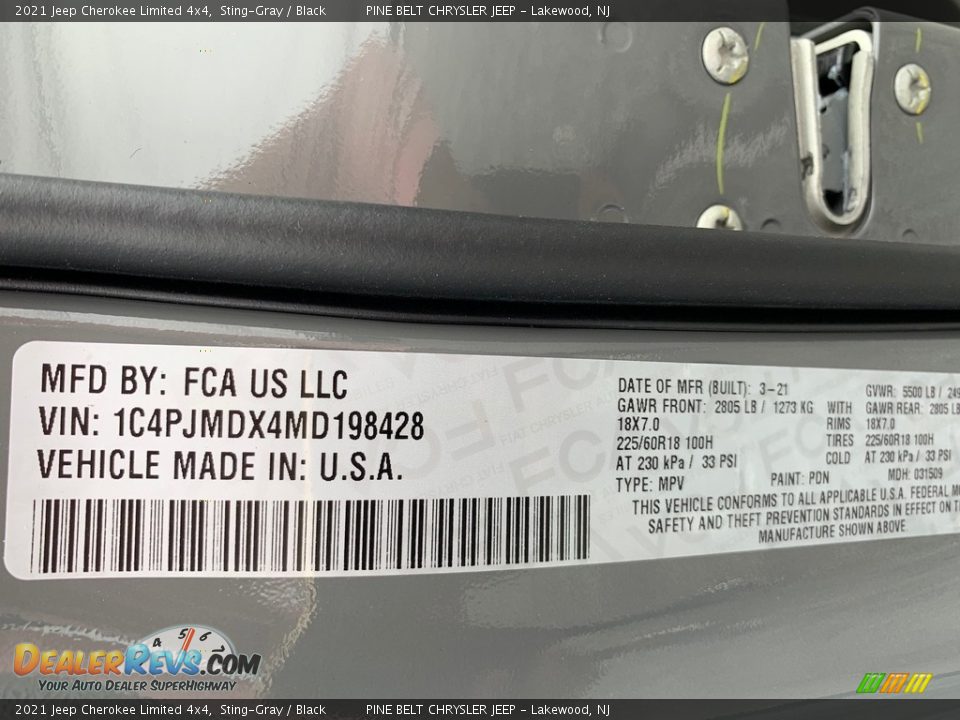 2021 Jeep Cherokee Limited 4x4, Sting-Gray / Black PINE BELT CHRYSLER JEEP - Lakewood, NJ
MFD BY: FCA US LLC
VIN: 1C4PJMDX4MD198428
VEHICLE MADE IN: U.S.A.
DATE OF MFR (BUILT): 3-21 GVWR: 5500 LB /
GAWR FRONT: 2805 LB / 1273 KG WITH GAWR REAR: 2805 LB
18X7.0 RIMS 18X7.0
225/60R18 100H TIRES 225/60R18 100H
AT 230 kPa / 33 PSI COLD AT 230 kPa / 33 PSI
TYPE: MPV PAINT: PDN MDH: 031509
THIS VEHICLE CONFORMS TO ALL APPLICABLE U.S.A. FEDERAL
SAFETY AND THEFT PREVENTION STANDARDS IN EFFECT ON
MANUFACTURE SHOWN ABOVE.
4 5 6
DEALERREVS.COM
YOUR AUTO DEALER SUPERHIGHWAY
2021 Jeep Cherokee Limited 4x4, Sting-Gray / Black PINE BELT CHRYSLER JEEP - Lakewood, NJ